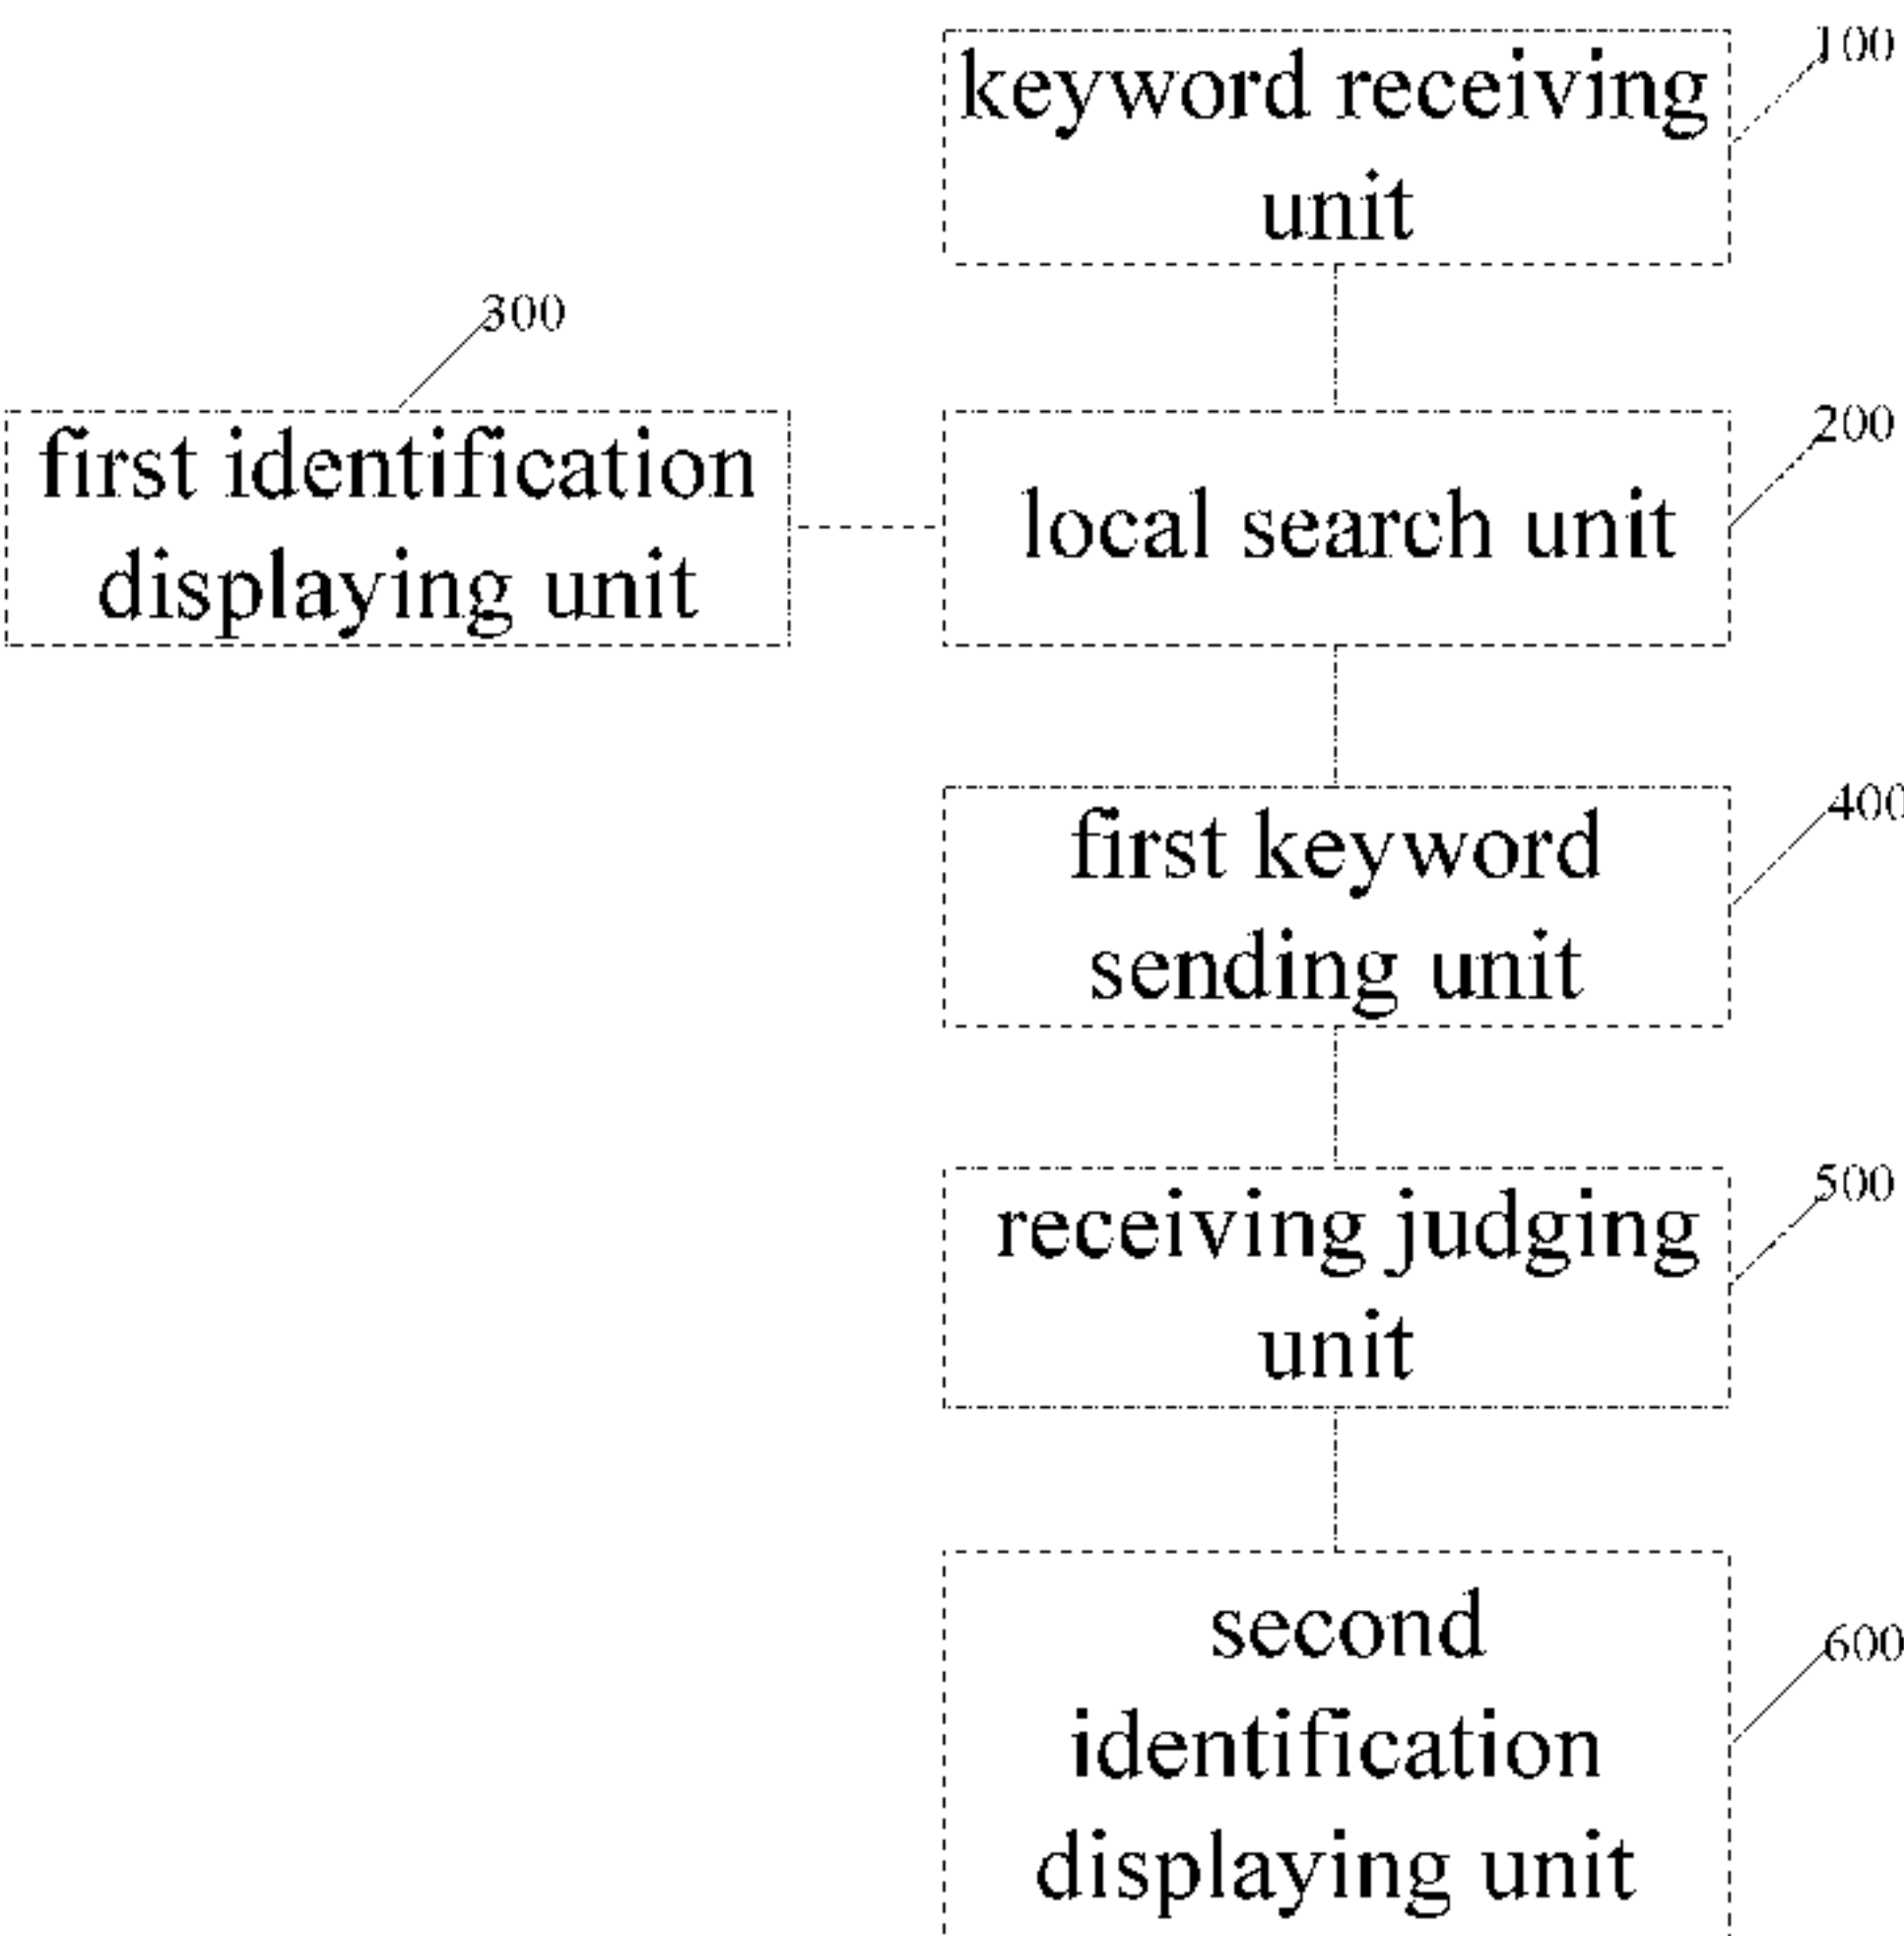 keyword receiving
unit
100
300
first identification
displaying unit
local search unit
200
first keyword
sending unit
400
receiving judging
unit
500
second
identification
displaying unit
600